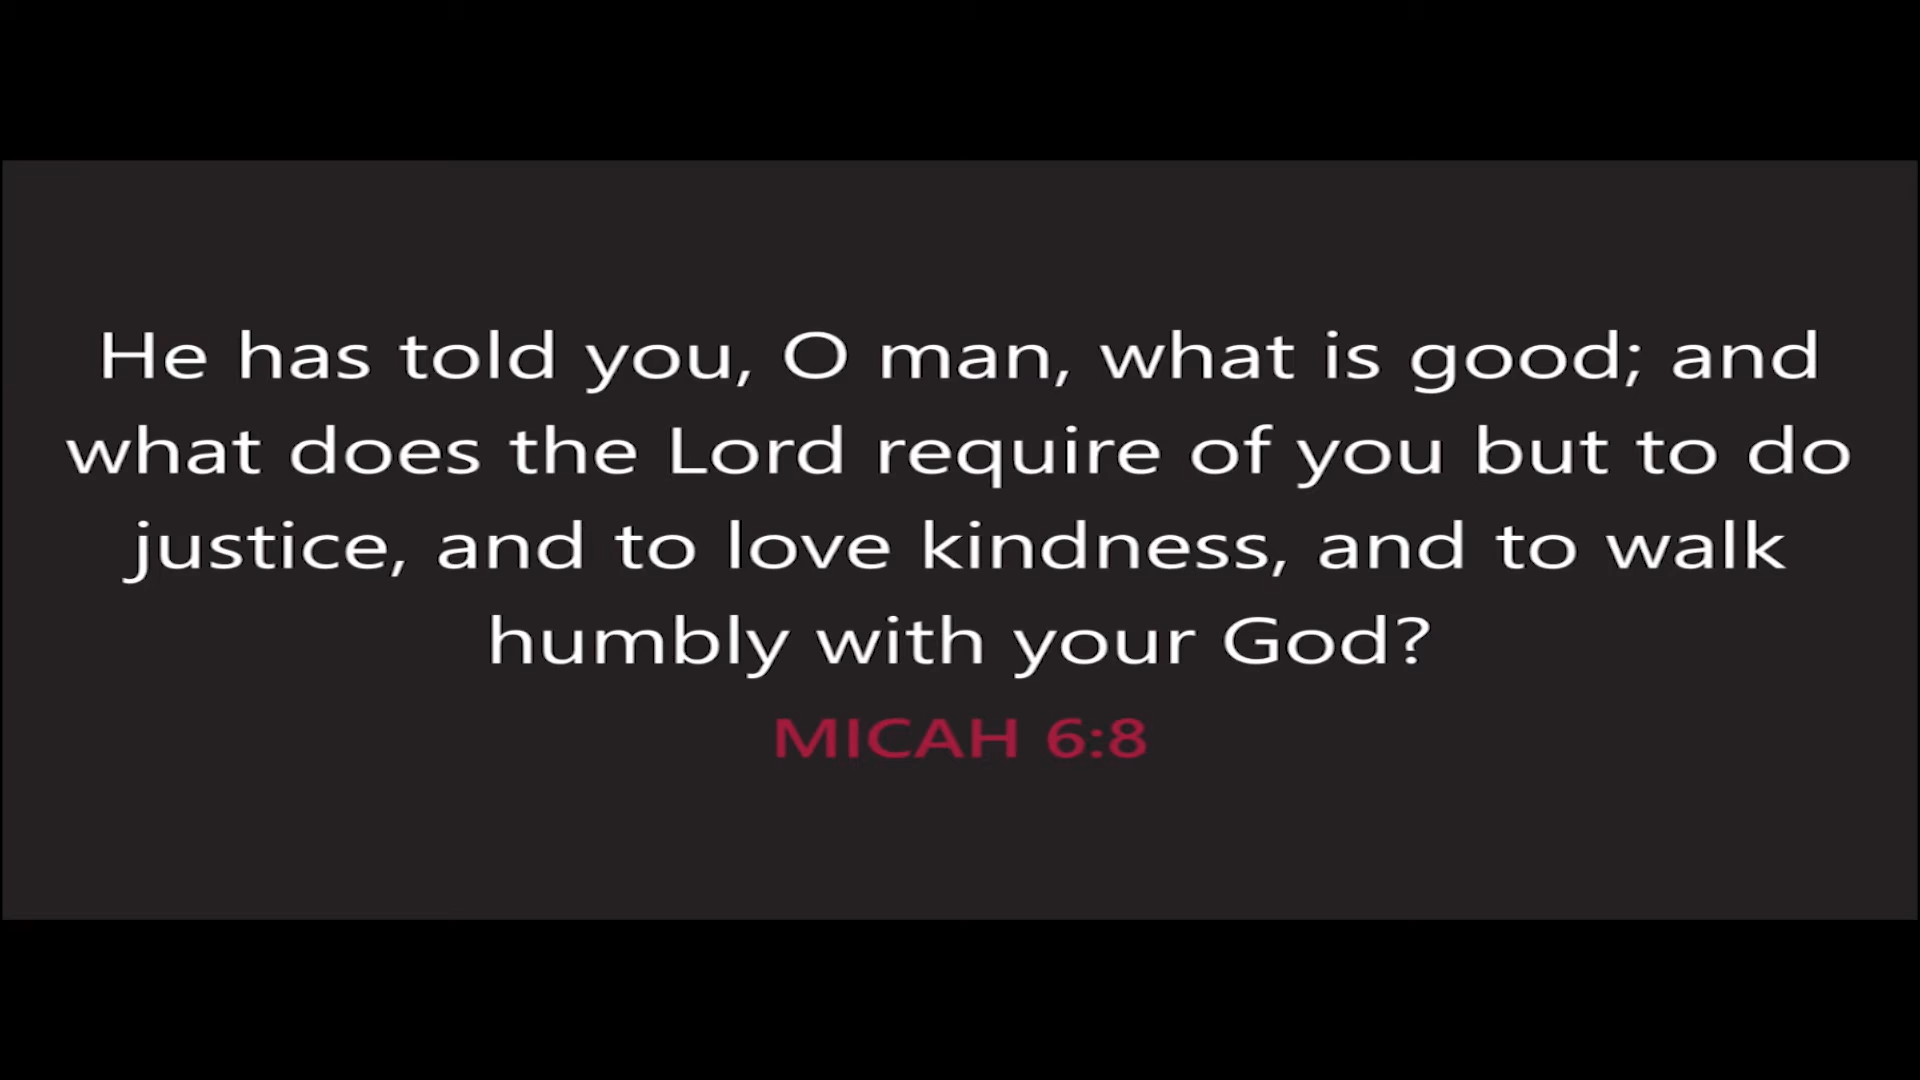 He has told you, O man, what is good; and
what does the Lord require of you but to do
justice, and to love kindness, and to walk
humbly with your God?
MICAH 6:8